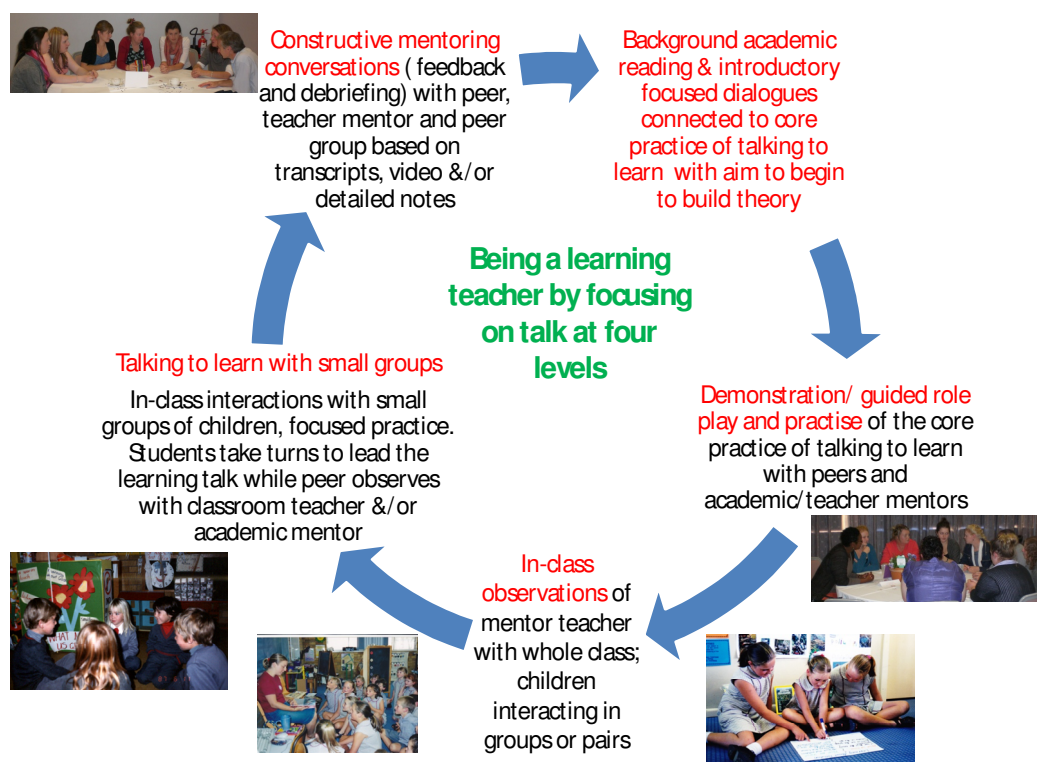 Constructive mentoring
conversations ( feedback
and debriefing) with peer,
teacher mentor and peer
group based on
transcripts, video &/or
detailed notes
Background academic
reading & introductory
focused dialogues
connected to core
practice of talking to
learn with aim to begin
to build theory
Being a learning
teacher by focusing
on talk at four
levels
Demonstration/ guided role
play and practise of the core
practice of talking to learn
with peers and
academic/teacher mentors
In-class
observations of
mentor teacher
with whole class;
children
interacting in
groups or pairs
Talking to learn with small groups
In-class interactions with small
groups of children, focused practice.
Students take turns to lead the
learning talk while peer observes
with classroom teacher &/or
academic mentor